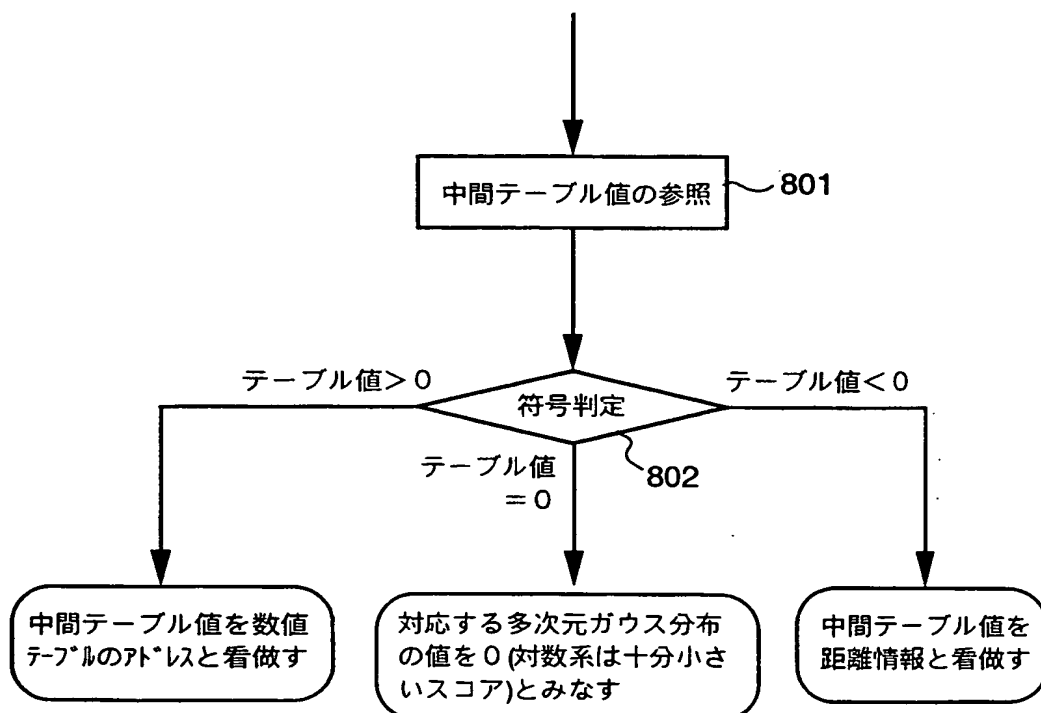 中間テーブル値の参照
801
テーブル値>0
テーブル値<0
符号判定
テーブル値
=0
802
中間テーブル値を数値
ﾃｰﾌﾞﾙのｱﾄﾞﾚｽと看做す
対応する多次元ガウス分布
の値を0(対数系は十分小さ
いスコア)とみなす
中間テーブル値を
距離情報と看做す